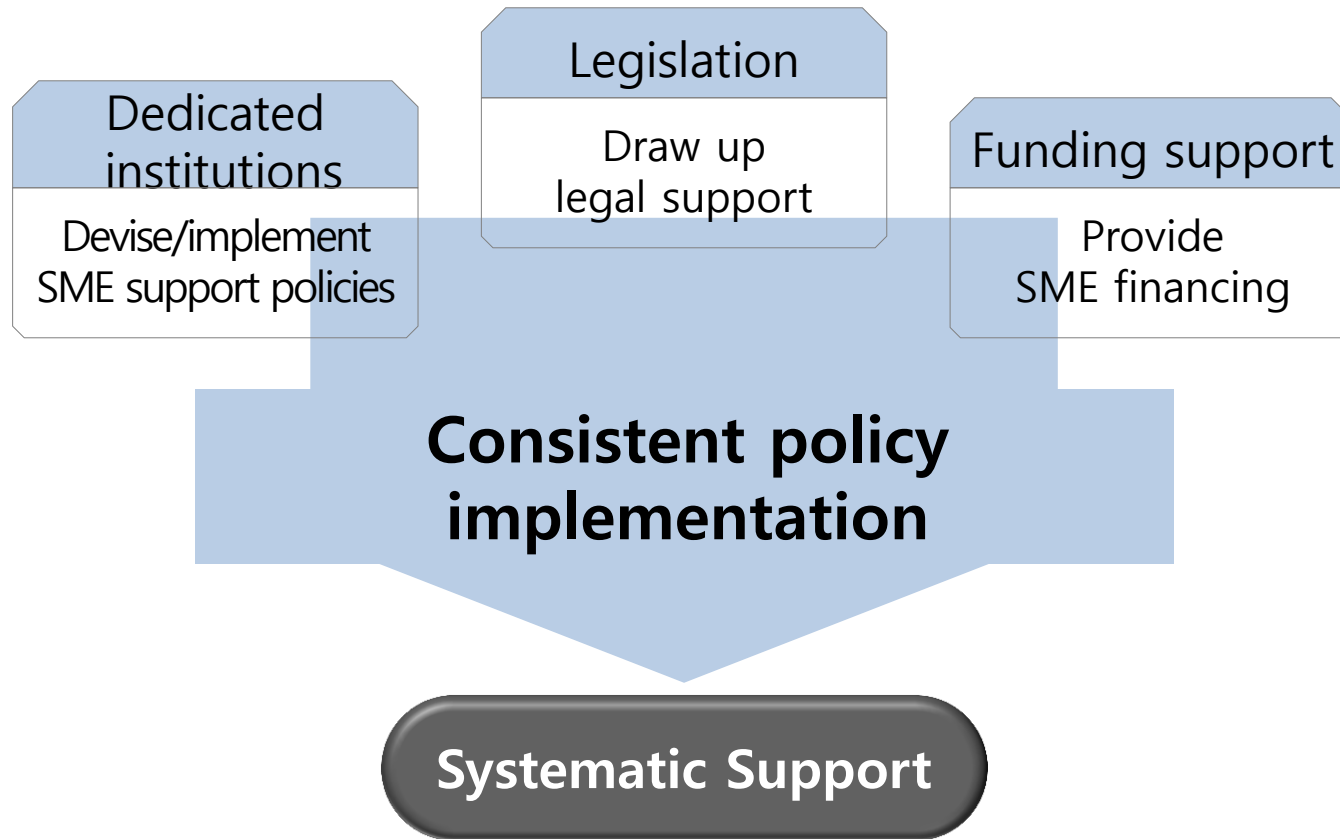 Dedicated
institutions
Devise/implement
SME support policies
Legislation
Draw up
legal support
Funding support
Provide
SME financing
Consistent policy
implementation
Systematic Support